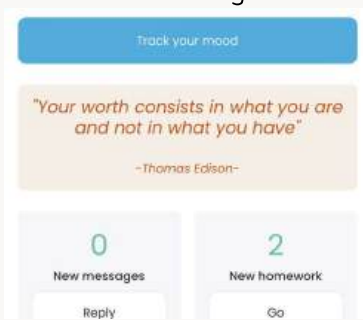 Track your mood
"Your worth consists in what you are
and not in what you have"
-Thomas Edison-
0
2
New messages
New homework
Reply
Go